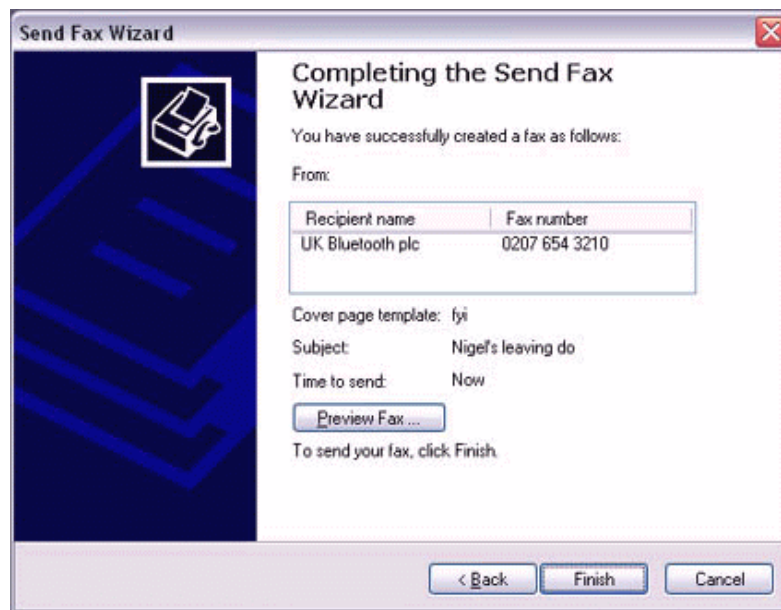 Send Fax Wizard
Completing the Send Fax
Wizard
You have successfully created a fax as follows:
From:
Recipient name Fax number
UK Bluetooth plc 0207 654 3210
Cover page template: fyi
Subject: Nigel's leaving do
Time to send: Now
Preview Fax ...
To send your fax, click Finish.
< Back Finish Cancel